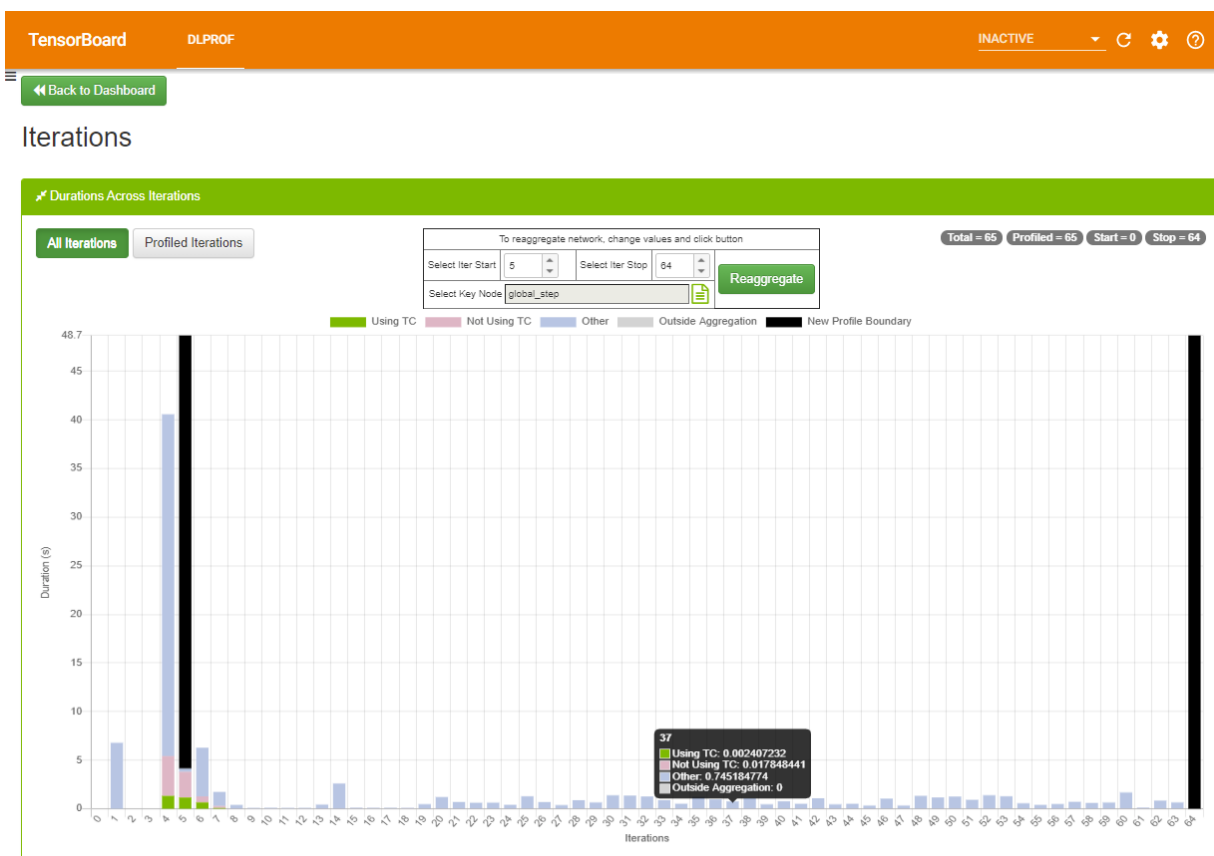 TensorBoard DLPROF INACTIVE
Back to Dashboard
Iterations
Durations Across Iterations
All Iterations Profiled Iterations
To reaggregate network, change values and click button
Select Iter Start 5 Select Iter Stop 64
Reaggregate
Select Key Node global_step
Total = 65 Profiled = 65 Start = 0 Stop = 64
Using TC Not Using TC Other Outside Aggregation New Profile Boundary
48.7
45
40
35
30
25
20
15
10
5
0
Duration (s)
37
Using TC: 0.002407232
Not Using TC: 0.017848441
Other: 0.745184774
Outside Aggregation: 0
0 1 2 3 4 5 6 7 8 9 10 11 12 13 14 15 16 17 18 19 20 21 22 23 24 25 26 27 28 29 30 31 32 33 34 35 36 37 38 39 40 41 42 43 44 45 46 47 48 49 50 51 52 53 54 55 56 57 58 59 60 61 62 63 64
Iterations